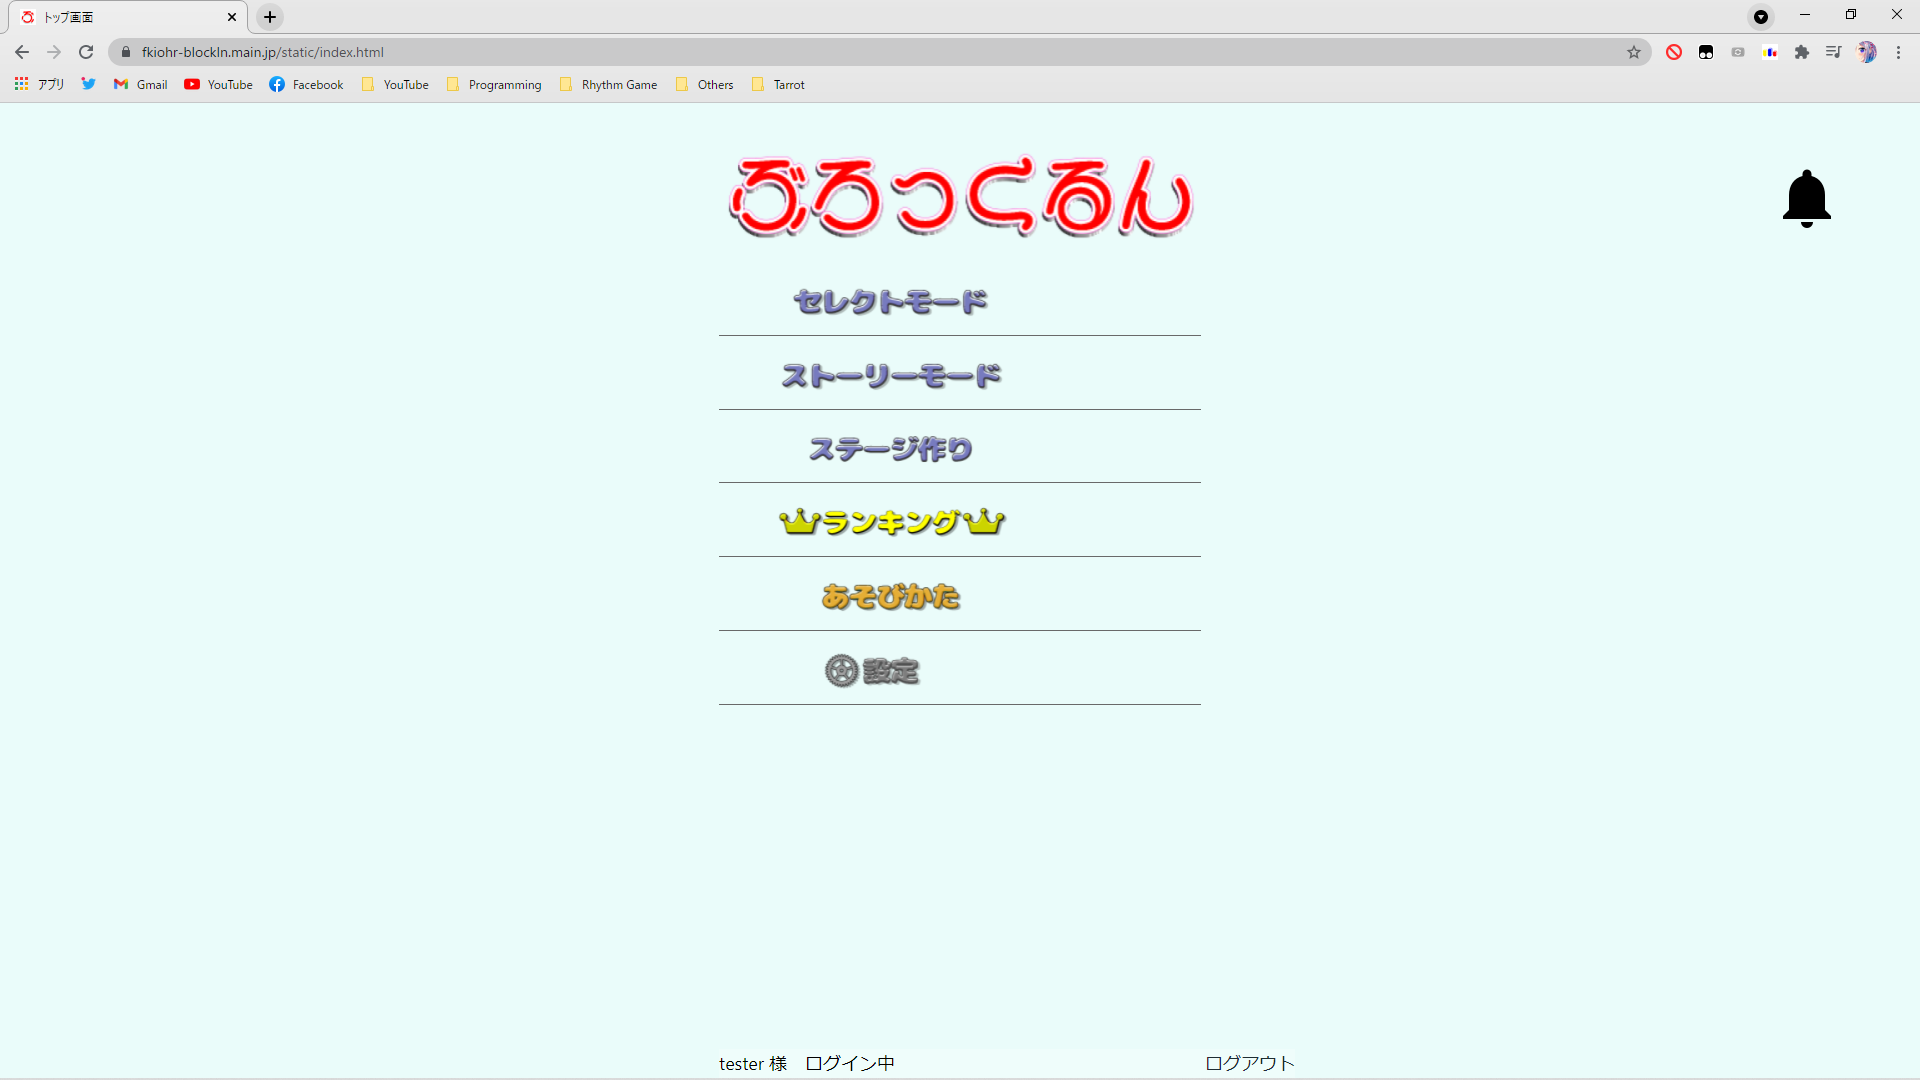 トップ画面
fkiohr-blockln.main.jp/static/index.html
アプリ Gmail YouTube Facebook YouTube Programming Rhythm Game Others Tarrot
ぶろっくるん
セレクトモード
ストーリーモード
ステージ作り
ランキング
あそびかた
設定
tester 様 ログイン中 ログアウト